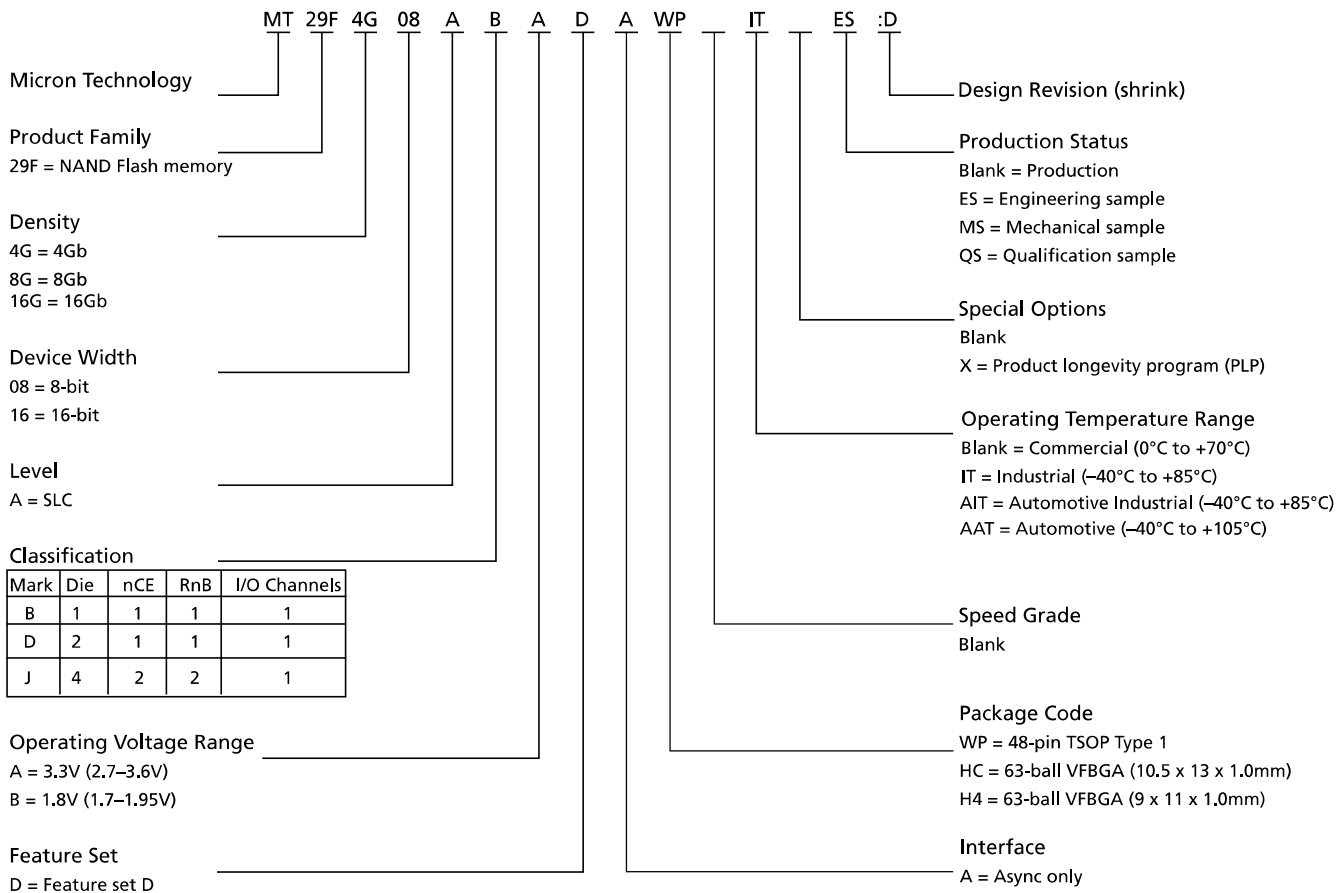 MT 29F 4G 08 A B A D A WP IT ES :D
Micron Technology
Product Family
29F = NAND Flash memory
Density
4G = 4Gb
8G = 8Gb
16G = 16Gb
Device Width
08 = 8-bit
16 = 16-bit
Level
A = SLC
Classification
Mark Die nCE RnB I/O Channels
B 1 1 1 1
D 2 1 1 1
J 4 2 2 1
Operating Voltage Range
A = 3.3V (2.7–3.6V)
B = 1.8V (1.7–1.95V)
Feature Set
D = Feature set D
Design Revision (shrink)
Production Status
Blank = Production
ES = Engineering sample
MS = Mechanical sample
QS = Qualification sample
Special Options
Blank
X = Product longevity program (PLP)
Operating Temperature Range
Blank = Commercial (0°C to +70°C)
IT = Industrial (–40°C to +85°C)
AIT = Automotive Industrial (–40°C to +85°C)
AAT = Automotive (–40°C to +105°C)
Speed Grade
Blank
Package Code
WP = 48-pin TSOP Type 1
HC = 63-ball VFBGA (10.5 x 13 x 1.0mm)
H4 = 63-ball VFBGA (9 x 11 x 1.0mm)
Interface
A = Async only